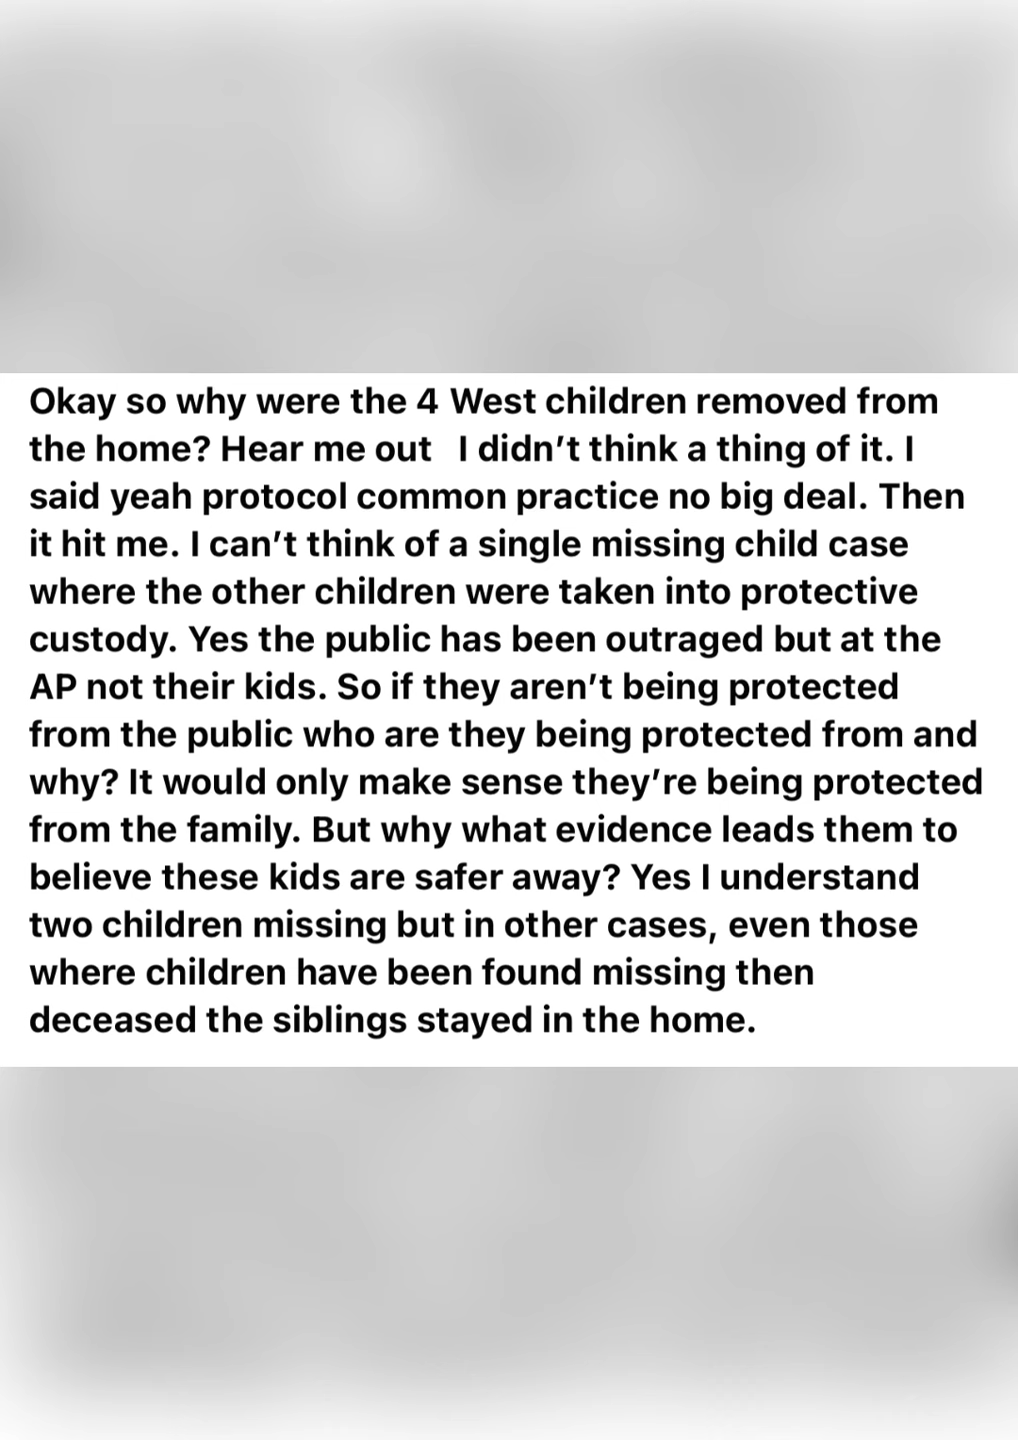 Okay so why were the 4 West children removed from
the home? Hear me out   I didn’t think a thing of it. I
said yeah protocol common practice no big deal. Then
it hit me. I can’t think of a single missing child case
where the other children were taken into protective
custody. Yes the public has been outraged but at the
AP not their kids. So if they aren’t being protected
from the public who are they being protected from and
why? It would only make sense they’re being protected
from the family. But why what evidence leads them to
believe these kids are safer away? Yes I understand
two children missing but in other cases, even those
where children have been found missing then
deceased the siblings stayed in the home.